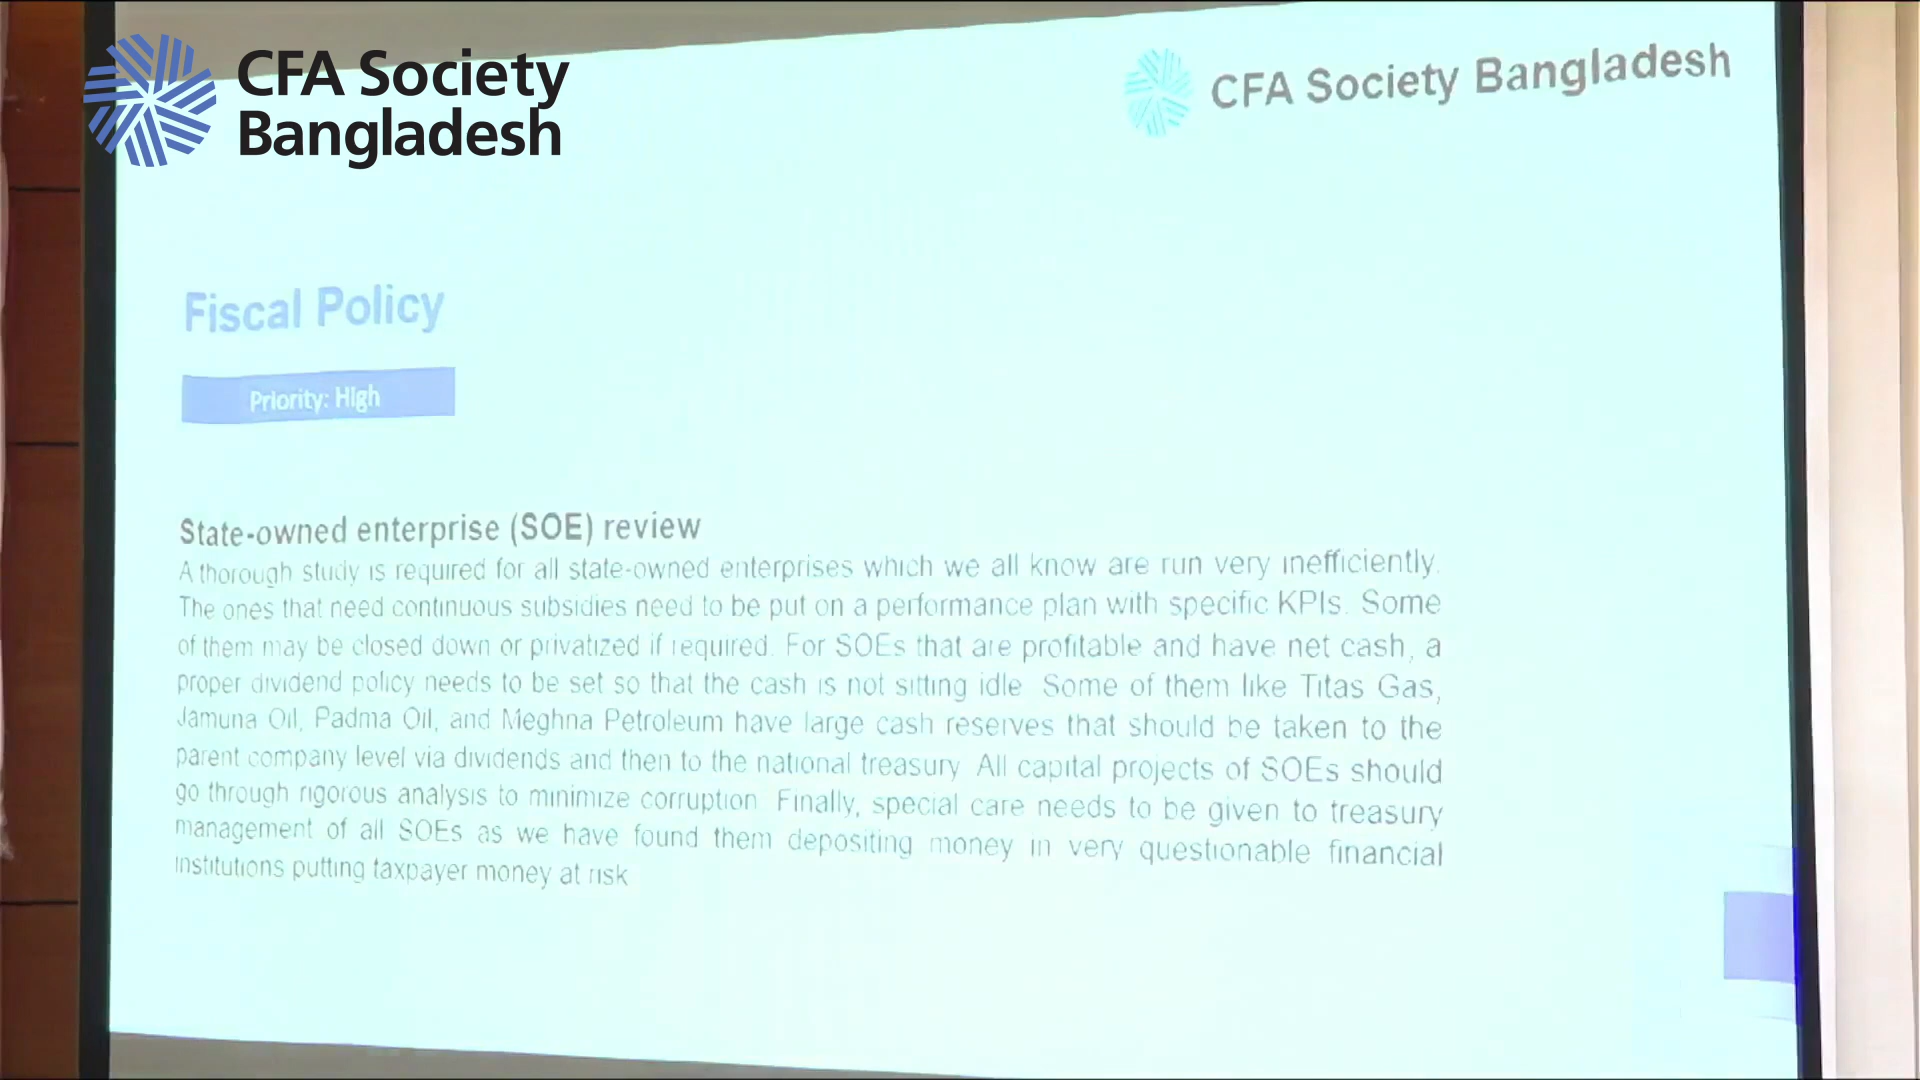 CFA Society
Bangladesh
CFA Society Bangladesh
Fiscal Policy
Priority: High
State-owned enterprise (SOE) review
A thorough study is required for all state-owned enterprises which we all know are run very inefficiently.
The ones that need continuous subsidies need to be put on a performance plan with specific KPIs. Some
of them may be closed down or privatized if required. For SOEs that are profitable and have net cash, a
proper dividend policy needs to be set so that the cash is not sitting idle. Some of them like Titas Gas,
Jamuna Oil, Padma Oil, and Meghna Petroleum have large cash reserves that should be taken to the
parent company level via dividends and then to the national treasury. All capital projects of SOEs should
go through rigorous analysis to minimize corruption. Finally, special care needs to be given to treasury
management of all SOEs as we have found them depositing money in very questionable financial
institutions putting taxpayer money at risk